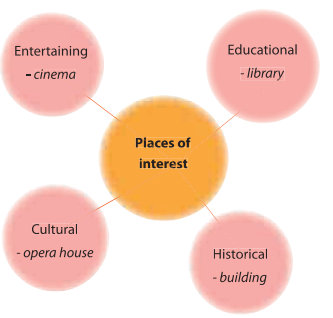 Entertaining
- cinema
Educational
- library
Places of
interest
Cultural
- opera house
Historical
- building